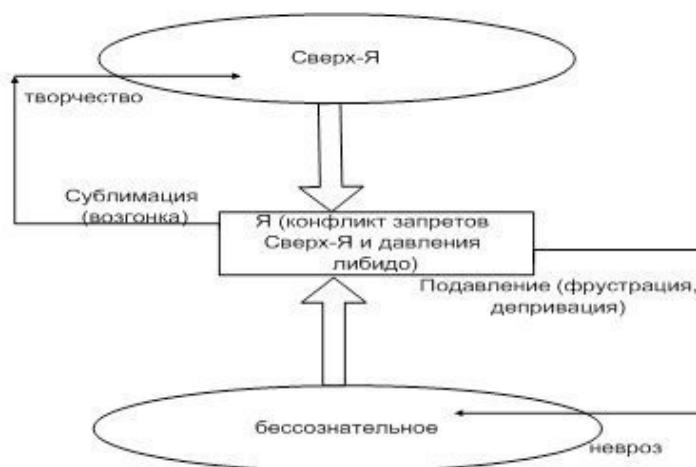 Сверх-Я
творчество
Сублимация
(возгонка)
Я (конфликт запретов
Сверх-Я и давления
либидо)
Подавление (фрустрация,
депривация)
бессознательное
невроз